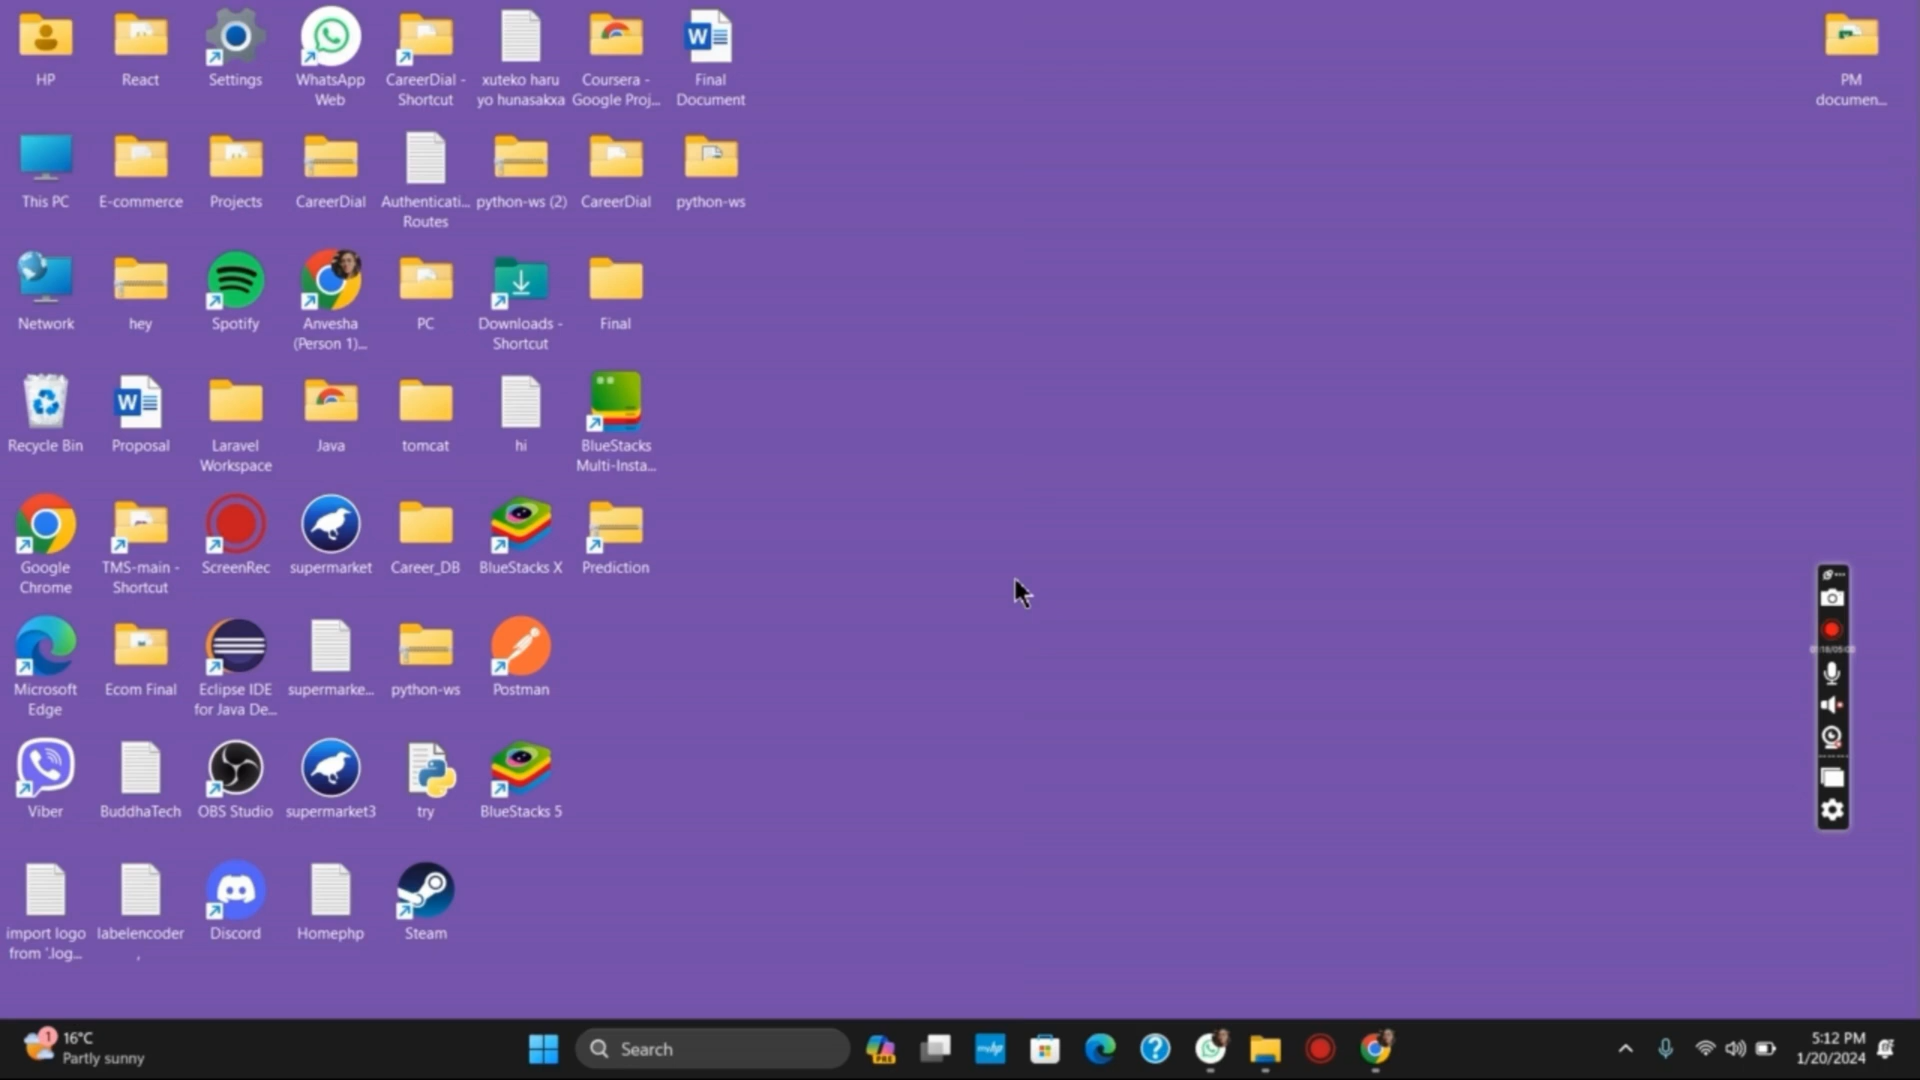 HP
React
Settings
WhatsApp
Web
CareerDial -
Shortcut
xuteko haru
yo hunasakxa
Coursera -
Google Proj...
Final
Document
PM
documen...
This PC
E-commerce
Projects
CareerDial
Authenticati...
Routes
python-ws (2)
CareerDial
python-ws
Network
hey
Spotify
Anvesha
(Person 1)...
PC
Downloads -
Shortcut
Final
Recycle Bin
Proposal
Laravel
Workspace
Java
tomcat
hi
BlueStacks
Multi-Insta...
Google
Chrome
TMS-main -
Shortcut
ScreenRec
supermarket
Career_DB
BlueStacks X
Prediction
Microsoft
Edge
Ecom Final
Eclipse IDE
for Java De...
supermarke...
python-ws
Postman
Viber
BuddhaTech
OBS Studio
supermarket3
try
BlueStacks 5
import logo
from '.log...
labelencoder
,
Discord
Homephp
Steam
1
16°C
Partly sunny
Search
PRE
5:12 PM
1/20/2024